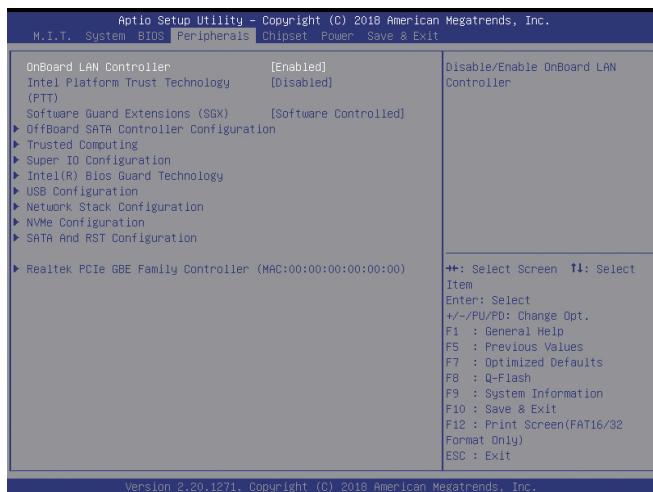 Aptio Setup Utility – Copyright (C) 2018 American Megatrends, Inc.
M.I.T. System BIOS Peripherals Chipset Power Save & Exit
OnBoard LAN Controller [Enabled]
Intel Platform Trust Technology [Disabled]
(PTT)
Software Guard Extensions (SGX) [Software Controlled]
OffBoard SATA Controller Configuration
Trusted Computing
Super IO Configuration
Intel(R) Bios Guard Technology
USB Configuration
Network Stack Configuration
NVMe Configuration
SATA And RST Configuration
Realtek PCIe GBE Family Controller (MAC:00:00:00:00:00:00)
Disable/Enable OnBoard LAN
Controller
→←: Select Screen ↑↓: Select
Item
Enter: Select
+/-/PU/PD: Change Opt.
F1 : General Help
F5 : Previous Values
F7 : Optimized Defaults
F8 : Q-Flash
F9 : System Information
F10 : Save & Exit
F12 : Print Screen(FAT16/32
Format Only)
ESC : Exit
Version 2.20.1271. Copyright (C) 2018 American Megatrends, Inc.